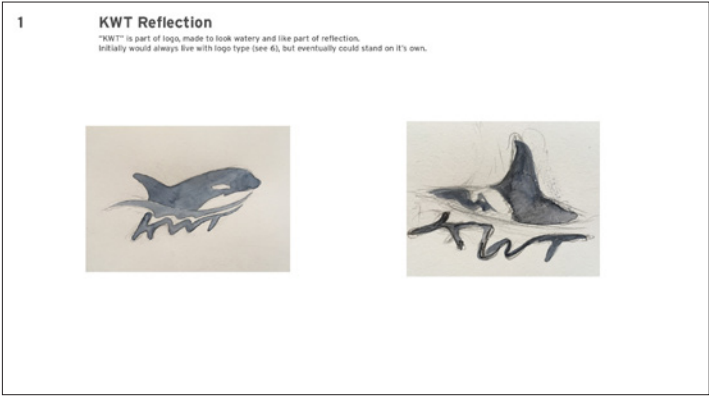 1
KWT Reflection
"KWT" is part of logo, made to look watery and like part of reflection.
Initially would always live with logo type (see 6), but eventually could stand on it's own.
KWT
KWT